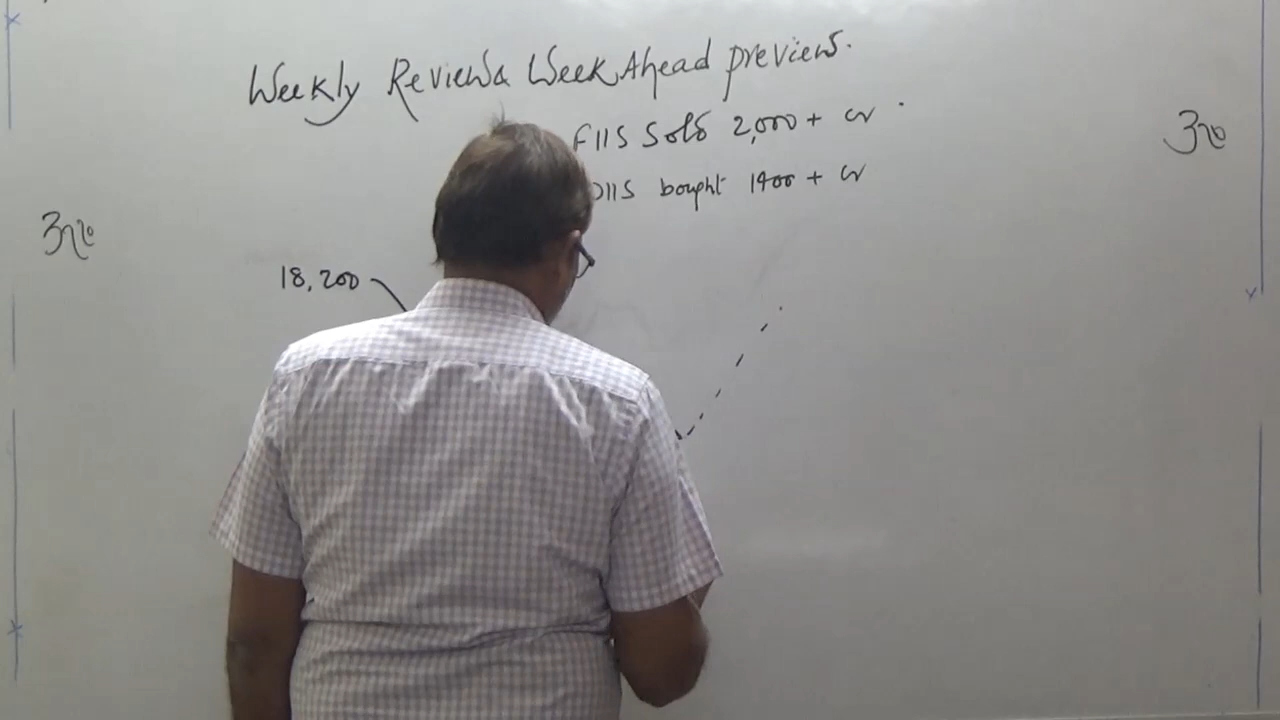 Weekly Review & Week Ahead preview.
FIIS Sold 2,000 + cr
DIIS bought 1400 + cr
18,200